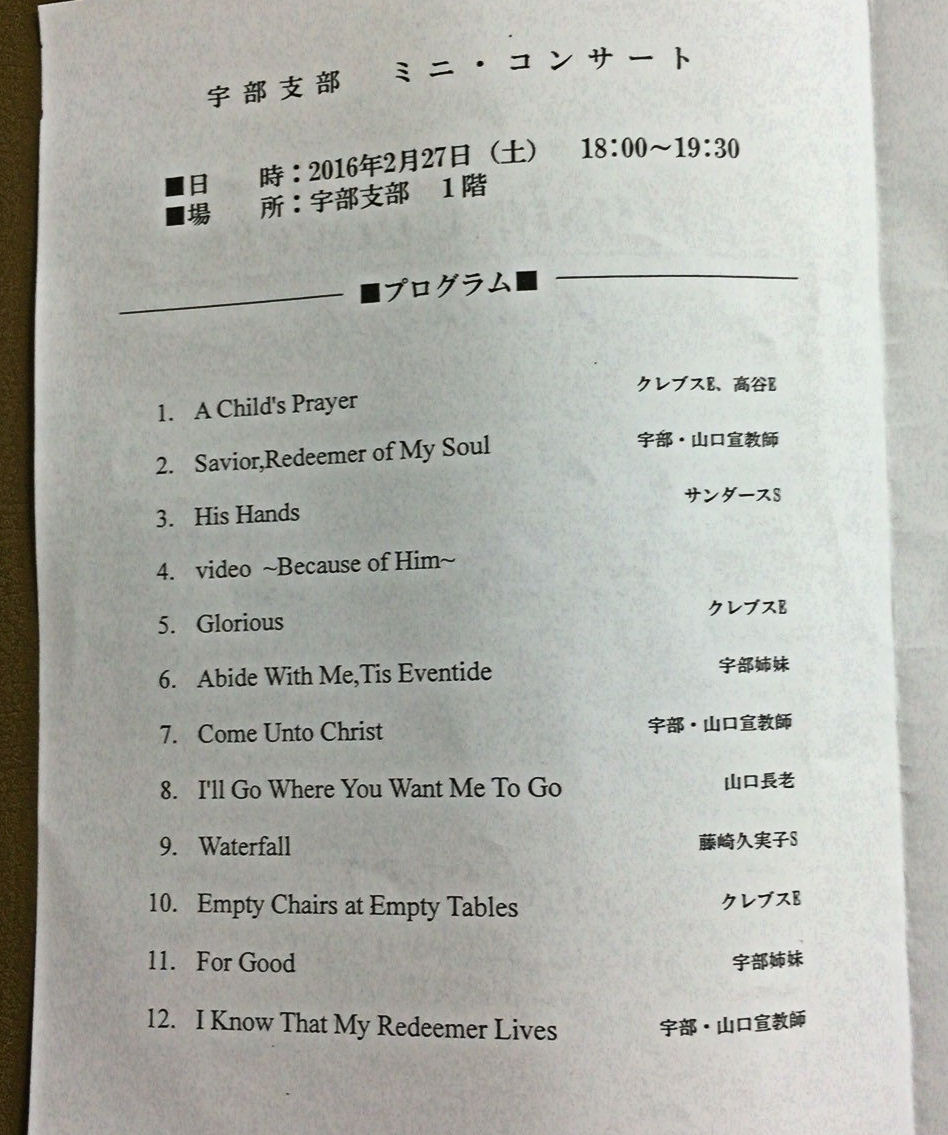 宇部支部　ミニ・コンサート
■日　時：2016年2月27日（土）　18:00～19:30
■場　所：宇部支部　１階
■プログラム■
1. A Child's Prayer　クレブスE、高谷E
2. Savior,Redeemer of My Soul　宇部・山口宣教師
3. His Hands　サンダースS
4. video ~Because of Him~
5. Glorious　クレブスE
6. Abide With Me,Tis Eventide　宇部姉妹
7. Come Unto Christ　宇部・山口宣教師
8. I'll Go Where You Want Me To Go　山口長老
9. Waterfall　藤崎久実子S
10. Empty Chairs at Empty Tables　クレブスE
11. For Good　宇部姉妹
12. I Know That My Redeemer Lives　宇部・山口宣教師